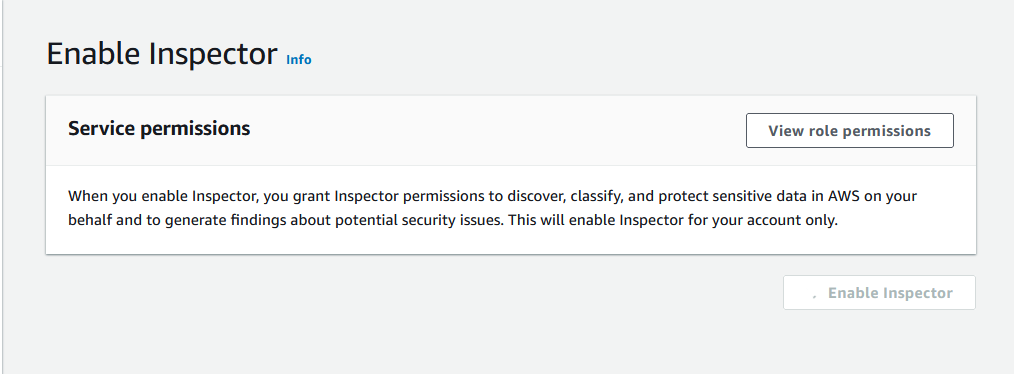 Enable Inspector Info
Service permissions
View role permissions
When you enable Inspector, you grant Inspector permissions to discover, classify, and protect sensitive data in AWS on your
behalf and to generate findings about potential security issues. This will enable Inspector for your account only.
Enable Inspector